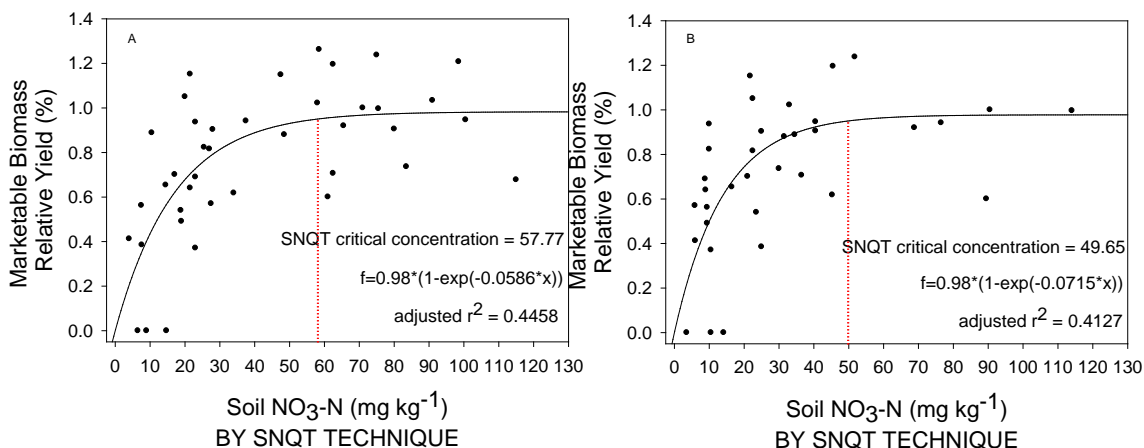 A
1.4
1.2
1.0
0.8
0.6
0.4
0.2
0.0
Marketable Biomass
Relative Yield (%)
SNQT critical concentration = 57.77
f=0.98*(1-exp(-0.0586*x))
adjusted r² = 0.4458
0 10 20 30 40 50 60 70 80 90 100 110 120 130
Soil NO₃-N (mg kg⁻¹)
BY SNQT TECHNIQUE
B
1.4
1.2
1.0
0.8
0.6
0.4
0.2
0.0
Marketable Biomass
Relative Yield (%)
SNQT critical concentration = 49.65
f=0.98*(1-exp(-0.0715*x))
adjusted r² = 0.4127
0 10 20 30 40 50 60 70 80 90 100 110 120 130
Soil NO₃-N (mg kg⁻¹)
BY SNQT TECHNIQUE